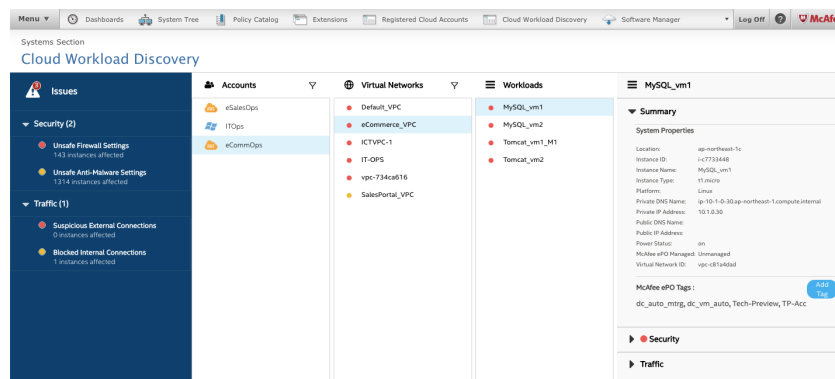 Menu ▼ Dashboards System Tree Policy Catalog Extensions Registered Cloud Accounts Cloud Workload Discovery Software Manager Log Off ? McAfe
Systems Section
Cloud Workload Discovery
3
Issues
Security (2)
Unsafe Firewall Settings
143 instances affected
Unsafe Anti-Malware Settings
1314 instances affected
Traffic (1)
Suspicious External Connections
0 instances affected
Blocked Internal Connections
1 instances affected
Accounts
eSalesOps
ITOps
eCommOps
Virtual Networks
Default_VPC
eCommerce_VPC
ICTVPC-1
IT-OPS
vpc-734ca616
SalesPortal_VPC
Workloads
MySQL_vm1
MySQL_vm2
Tomcat_vm1_M1
Tomcat_vm2
MySQL_vm1
Summary
System Properties
Location: ap-northeast-1c
Instance ID: i-c7733448
Instance Name: MySQL_vm1
Instance Type: t1.micro
Platform: Linux
Private DNS Name: ip-10-1-0-30.ap-northeast-1.compute.internal
Private IP Address: 10.1.0.30
Public DNS Name:
Public IP Address:
Power Status: on
McAfee ePO Managed: Unmanaged
Virtual Network ID: vpc-c81a4dad
McAfee ePO Tags :
Add
Tag
dc_auto_mtrg, dc_vm_auto, Tech-Preview, TP-Acc
Security
Traffic